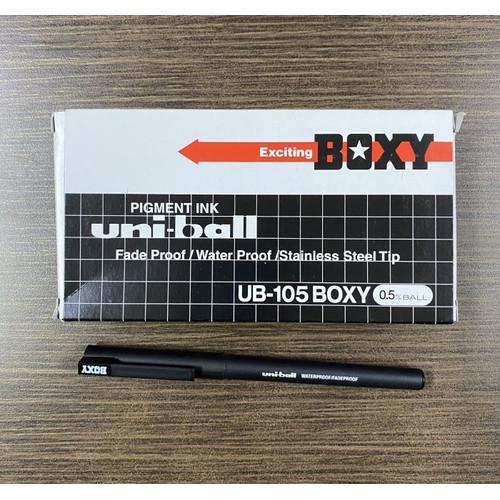 Exciting BOXY
PIGMENT INK
uni-ball
Fade Proof / Water Proof / Stainless Steel Tip
UB-105 BOXY 0.5㎜ BALL
BOXY uni-ball WATERPROOF/FADEPROOF